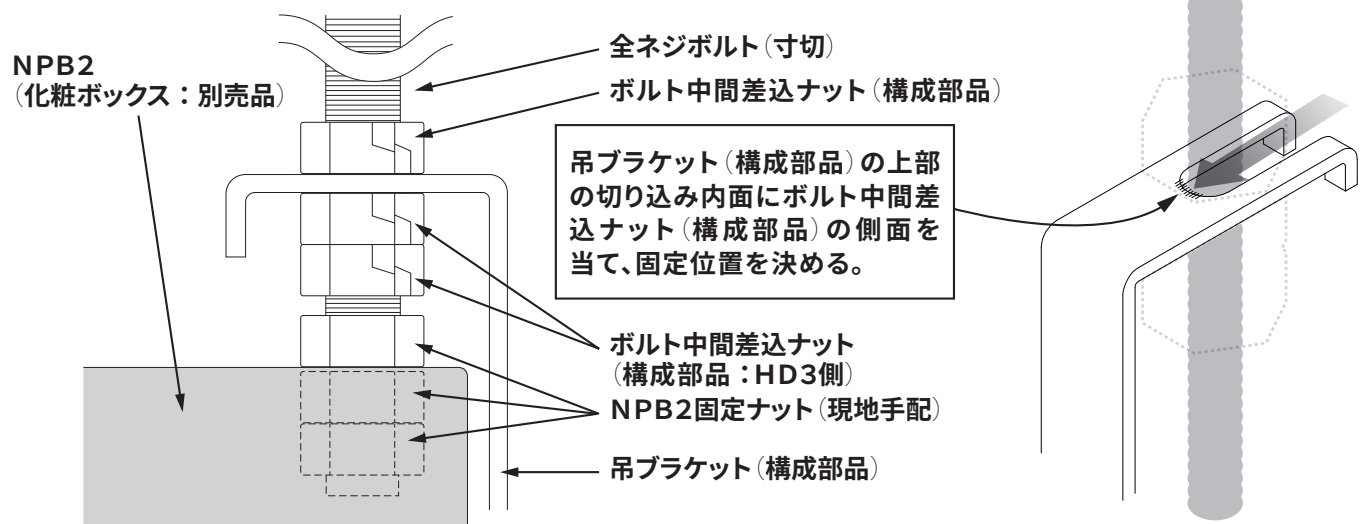 NPB2
（化粧ボックス：別売品）
全ネジボルト（寸切）
ボルト中間差込ナット（構成部品）
吊ブラケット（構成部品）の上部
の切り込み内面にボルト中間差
込ナット（構成部品）の側面を
当て、固定位置を決める。
ボルト中間差込ナット
（構成部品：HD3側）
NPB2固定ナット（現地手配）
吊ブラケット（構成部品）